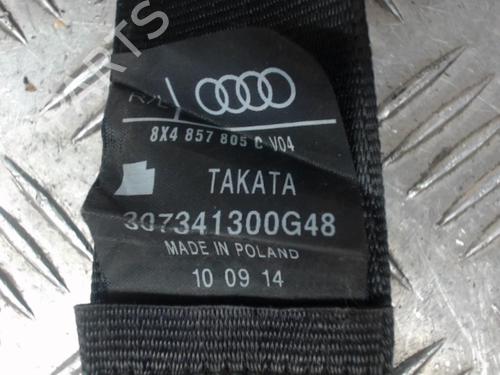 R/L
8X4 857 805 C V04
TAKATA
307341300G48
MADE IN POLAND
10 09 14